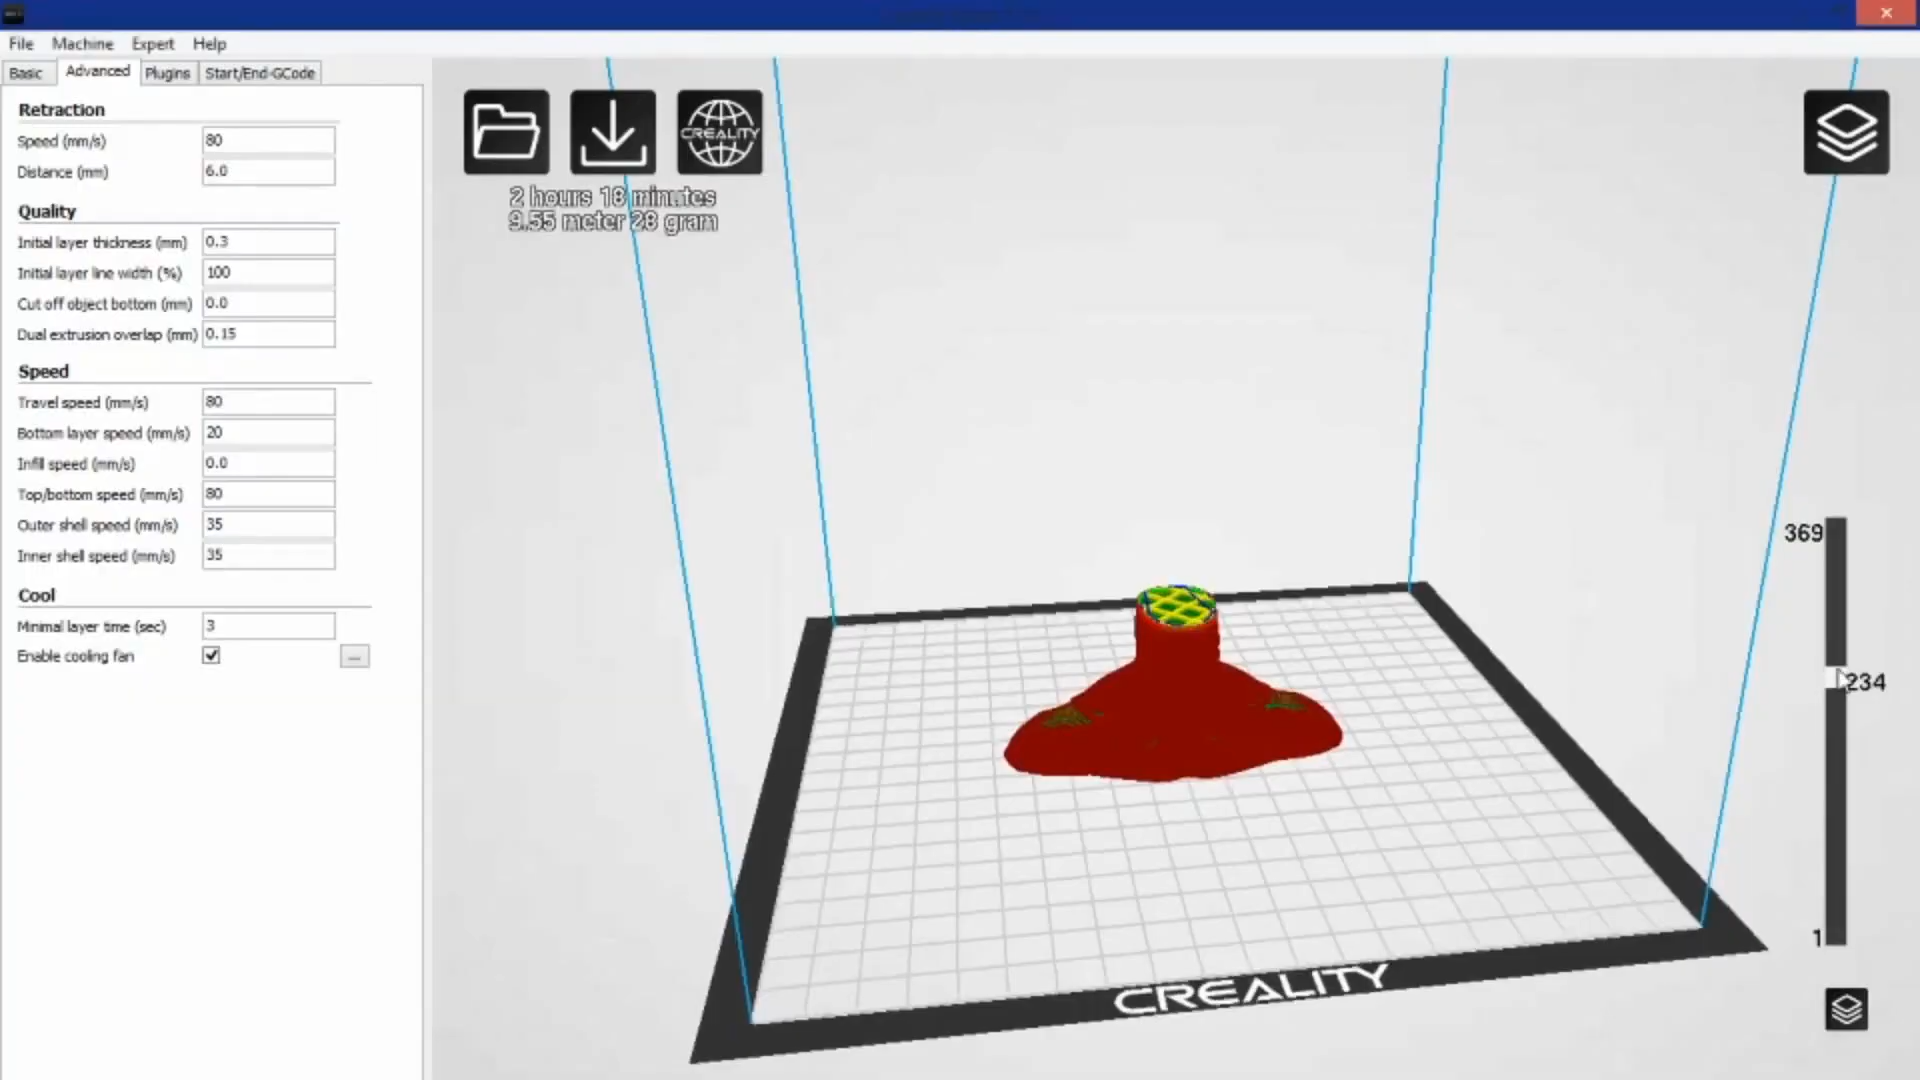 File Machine Expert Help
Basic Advanced Plugins Start/End-GCode
Retraction
Speed (mm/s) 80
Distance (mm) 6.0
Quality
Initial layer thickness (mm) 0.3
Initial layer line width (%) 100
Cut off object bottom (mm) 0.0
Dual extrusion overlap (mm) 0.15
Speed
Travel speed (mm/s) 80
Bottom layer speed (mm/s) 20
Infill speed (mm/s) 0.0
Top/bottom speed (mm/s) 80
Outer shell speed (mm/s) 35
Inner shell speed (mm/s) 35
Cool
Minimal layer time (sec) 3
Enable cooling fan ...
CREALITY
2 hours 18 minutes
9.55 meter 28 gram
369
234
1
CREALITY